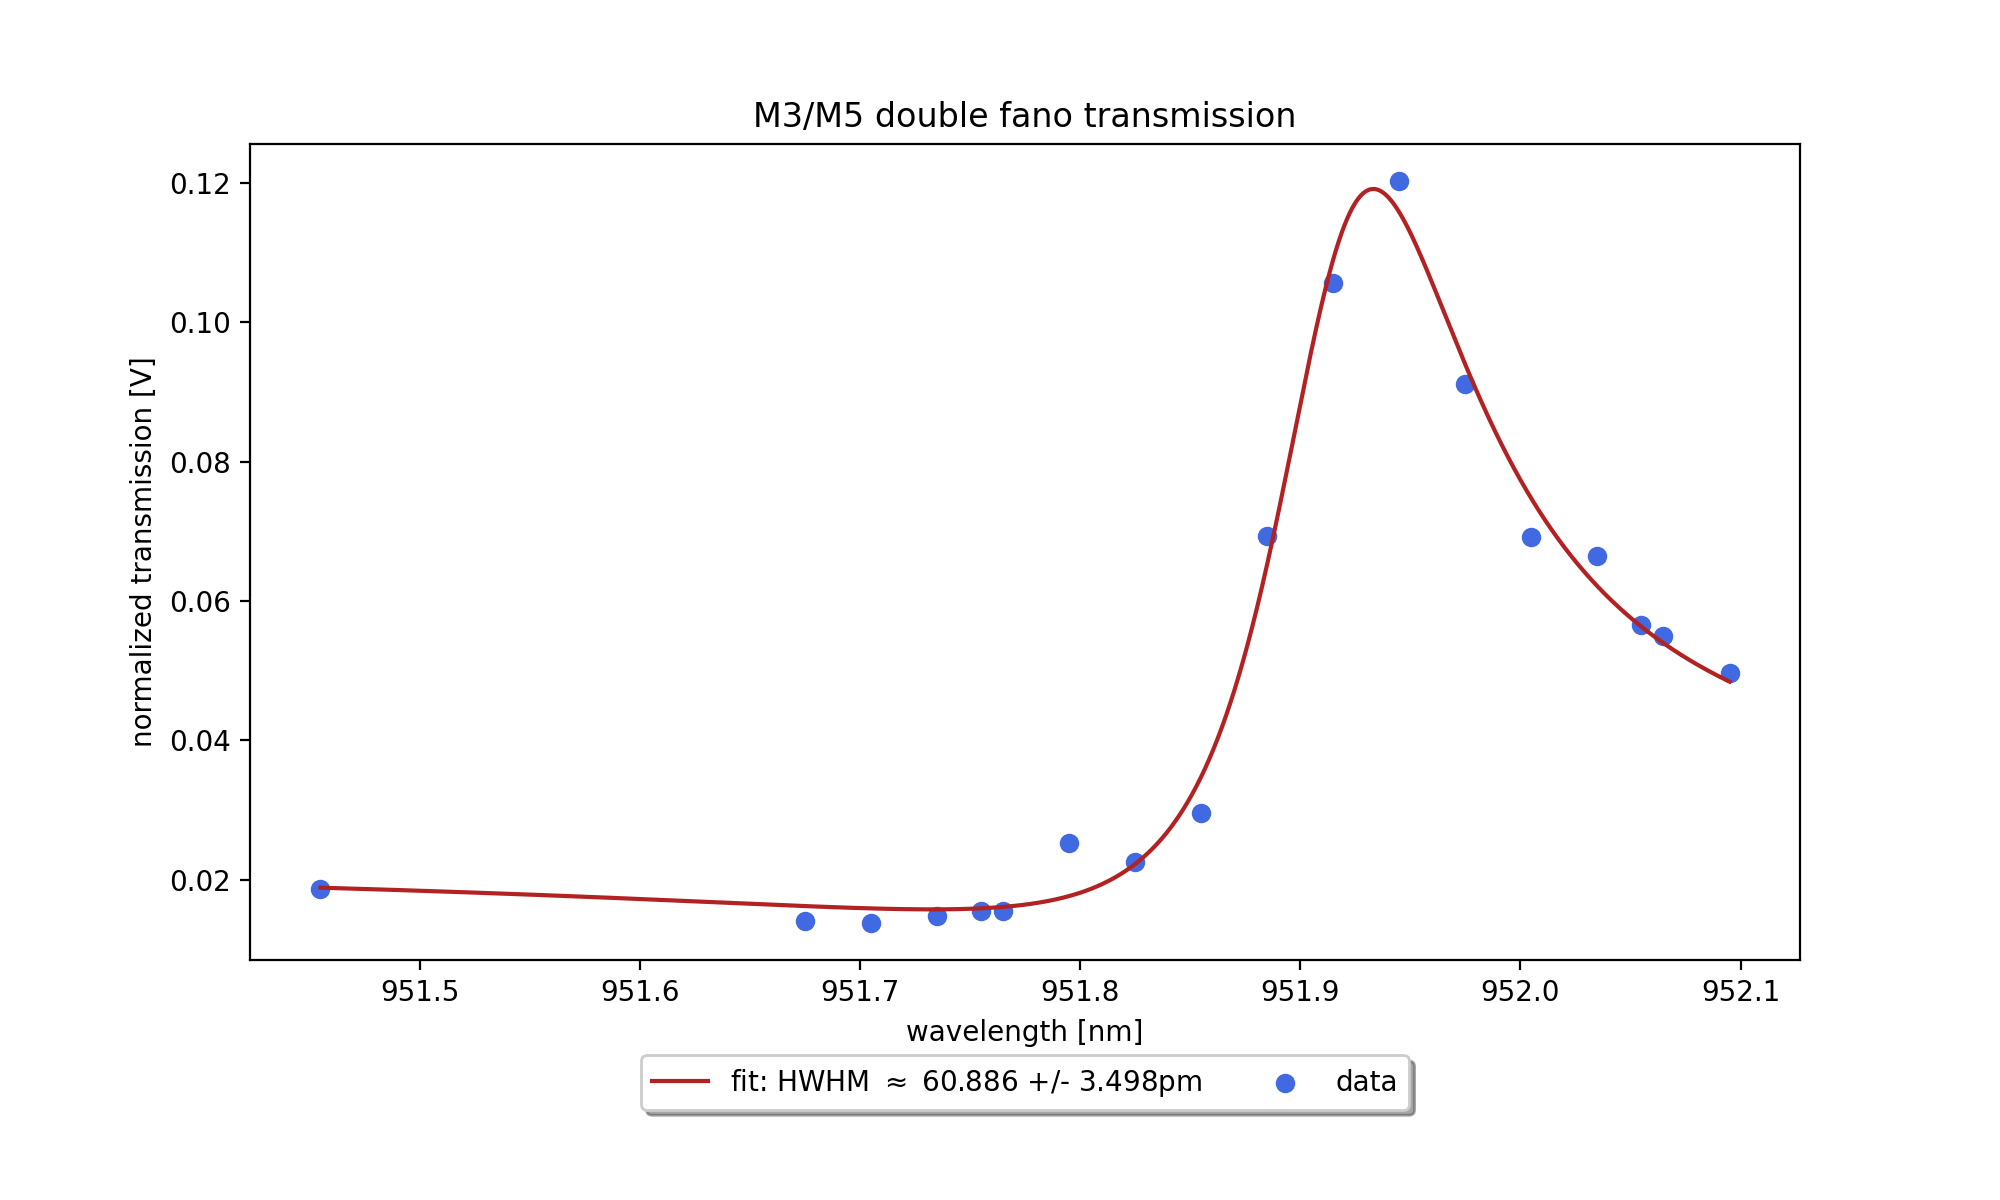 M3/M5 double fano transmission
normalized transmission [V]
0.12
0.10
0.08
0.06
0.04
0.02
951.5 951.6 951.7 951.8 951.9 952.0 952.1
wavelength [nm]
fit: HWHM ≈ 60.886 +/- 3.498pm data